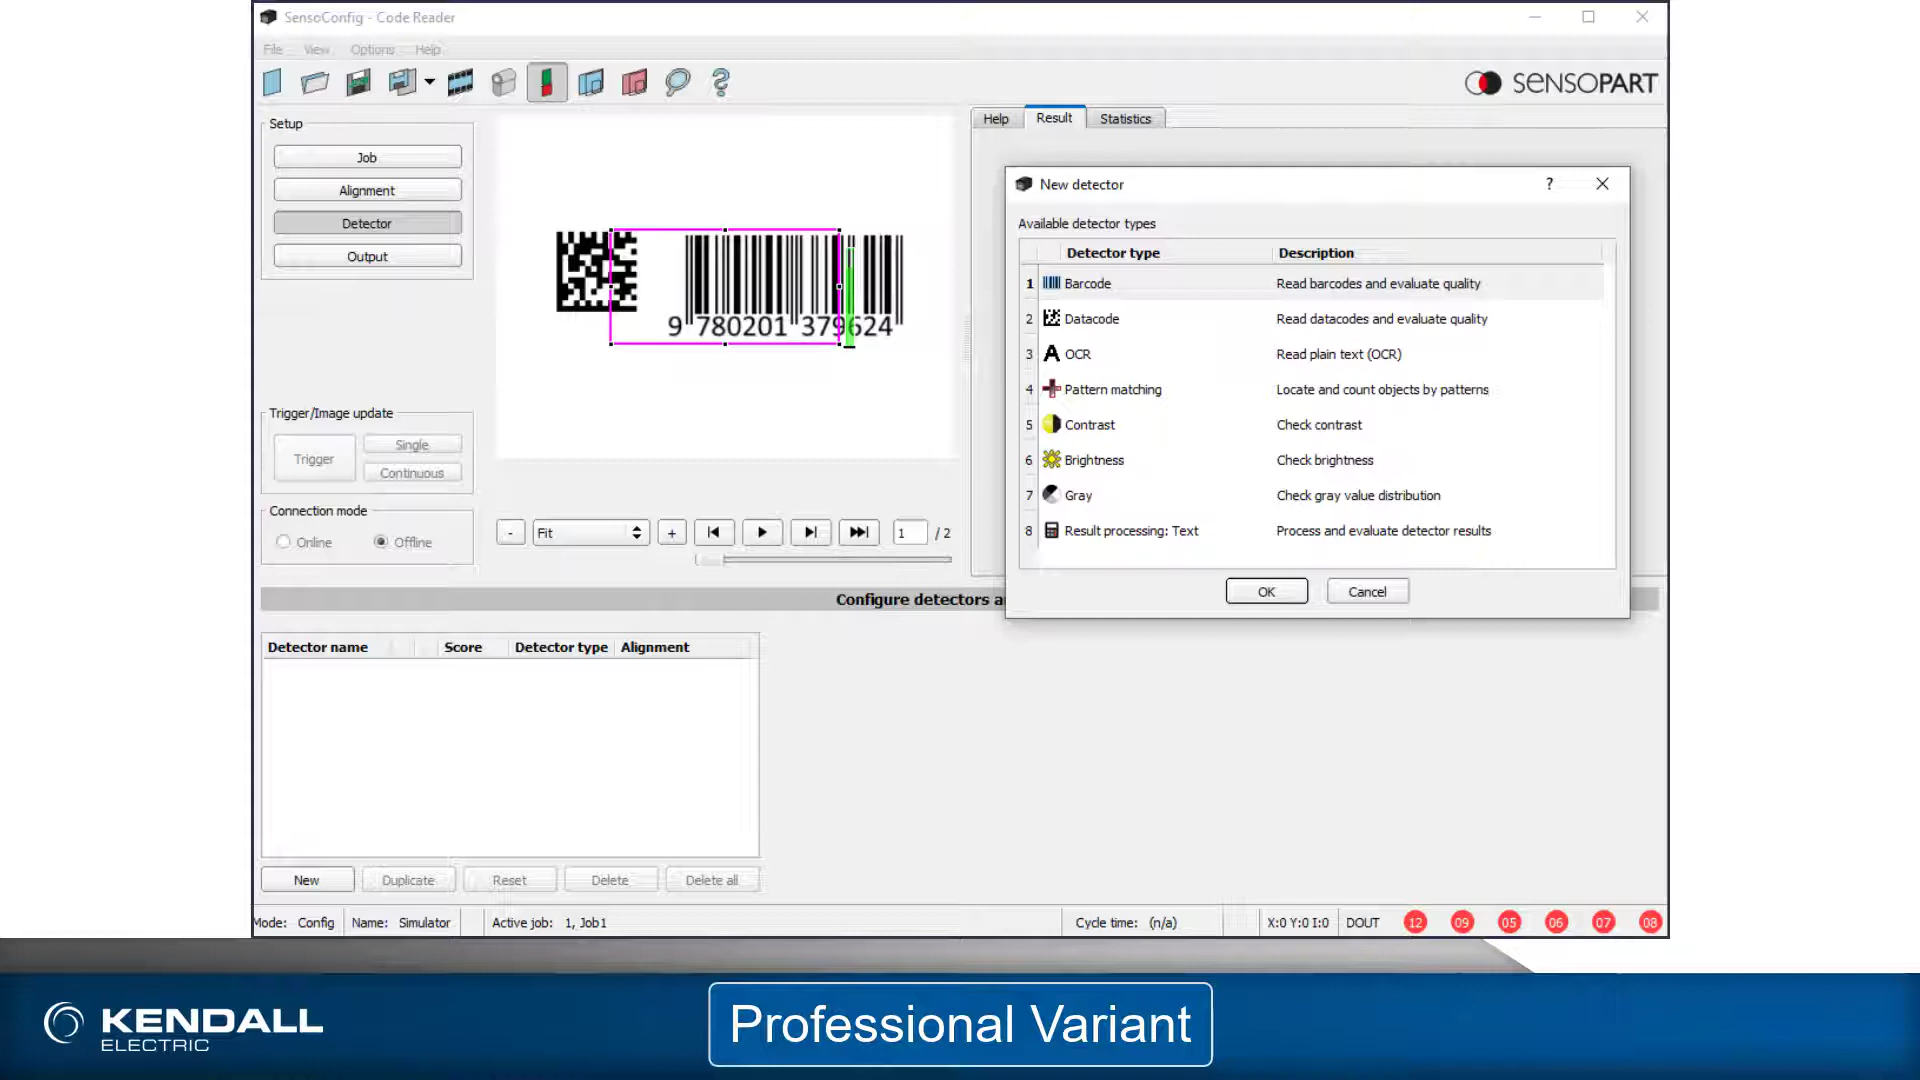 SensoConfig - Code Reader
File View Options Help
SENSOPART
Setup
Job
Alignment
Detector
Output
9 780201 379624
Trigger/Image update
Trigger
Single
Continuous
Connection mode
Online Offline
- Fit + 1 / 2
Help Result Statistics
New detector ?
Available detector types
Detector type Description
1 Barcode Read barcodes and evaluate quality
2 Datacode Read datacodes and evaluate quality
3 OCR Read plain text (OCR)
4 Pattern matching Locate and count objects by patterns
5 Contrast Check contrast
6 Brightness Check brightness
7 Gray Check gray value distribution
8 Result processing: Text Process and evaluate detector results
OK Cancel
Configure detectors a
Detector name Score Detector type Alignment
New Duplicate Reset Delete Delete all
Mode: Config Name: Simulator Active job: 1, Job1 Cycle time: (n/a) X:0 Y:0 I:0 DOUT 12 09 05 06 07 08
KENDALL
ELECTRIC
Professional Variant